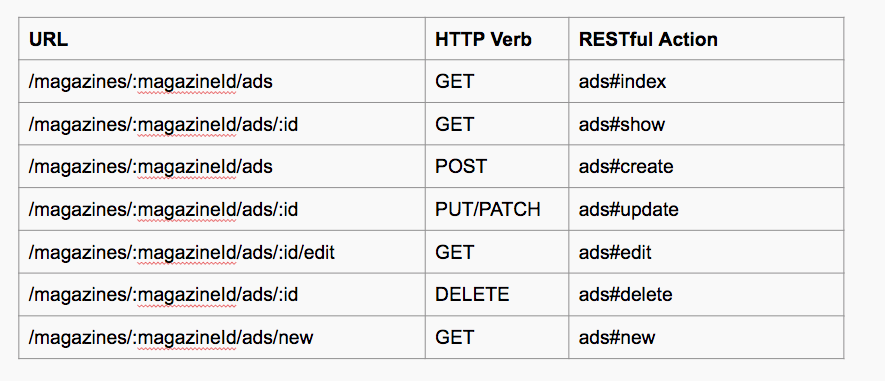 URL HTTP Verb RESTful Action
/magazines/:magazineId/ads GET ads#index
/magazines/:magazineId/ads/:id GET ads#show
/magazines/:magazineId/ads POST ads#create
/magazines/:magazineId/ads/:id PUT/PATCH ads#update
/magazines/:magazineId/ads/:id/edit GET ads#edit
/magazines/:magazineId/ads/:id DELETE ads#delete
/magazines/:magazineId/ads/new GET ads#new